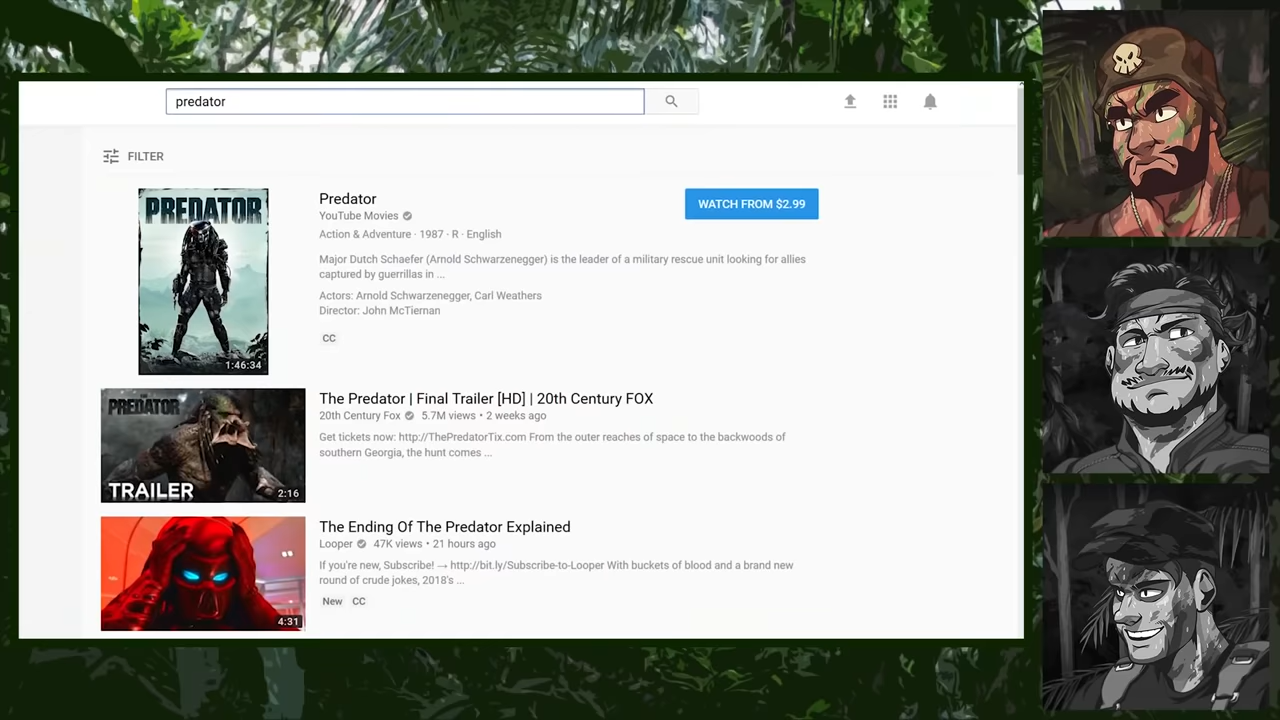 predator
FILTER
PREDATOR
1:46:34
Predator
YouTube Movies
Action & Adventure · 1987 · R · English
Major Dutch Schaefer (Arnold Schwarzenegger) is the leader of a military rescue unit looking for allies
captured by guerrillas in ...
Actors: Arnold Schwarzenegger, Carl Weathers
Director: John McTiernan
CC
WATCH FROM $2.99
PREDATOR
TRAILER
2:16
The Predator | Final Trailer [HD] | 20th Century FOX
20th Century Fox 5.7M views • 2 weeks ago
Get tickets now: http://ThePredatorTix.com From the outer reaches of space to the backwoods of
southern Georgia, the hunt comes ...
4:31
The Ending Of The Predator Explained
Looper 47K views • 21 hours ago
If you're new, Subscribe! → http://bit.ly/Subscribe-to-Looper With buckets of blood and a brand new
round of crude jokes, 2018's ...
New CC